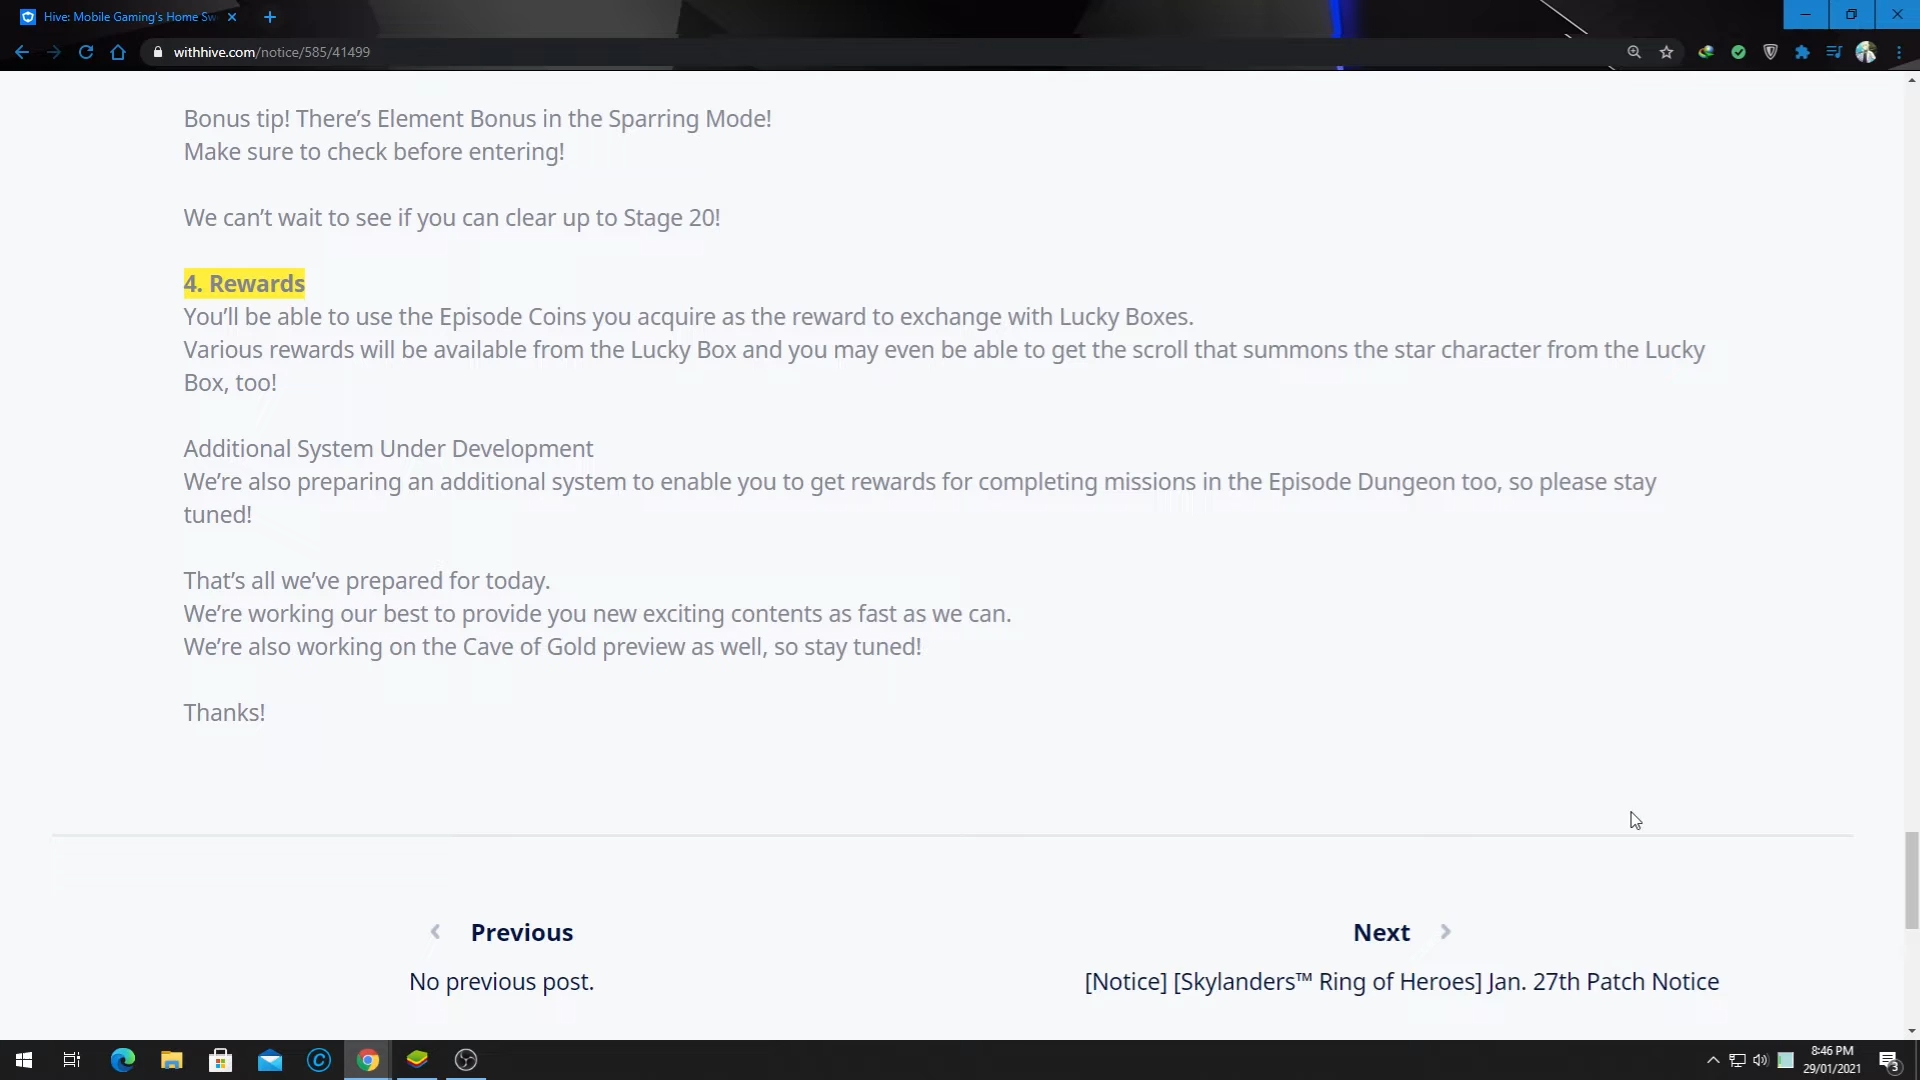 Hive: Mobile Gaming's Home Sw
withhive.com/notice/585/41499
Bonus tip! There's Element Bonus in the Sparring Mode!
Make sure to check before entering!
We can't wait to see if you can clear up to Stage 20!
4. Rewards
You'll be able to use the Episode Coins you acquire as the reward to exchange with Lucky Boxes.
Various rewards will be available from the Lucky Box and you may even be able to get the scroll that summons the star character from the Lucky
Box, too!
Additional System Under Development
We're also preparing an additional system to enable you to get rewards for completing missions in the Episode Dungeon too, so please stay
tuned!
That's all we've prepared for today.
We're working our best to provide you new exciting contents as fast as we can.
We're also working on the Cave of Gold preview as well, so stay tuned!
Thanks!
Previous
Next
No previous post.
[Notice] [Skylanders™ Ring of Heroes] Jan. 27th Patch Notice
8:46 PM
29/01/2021
3